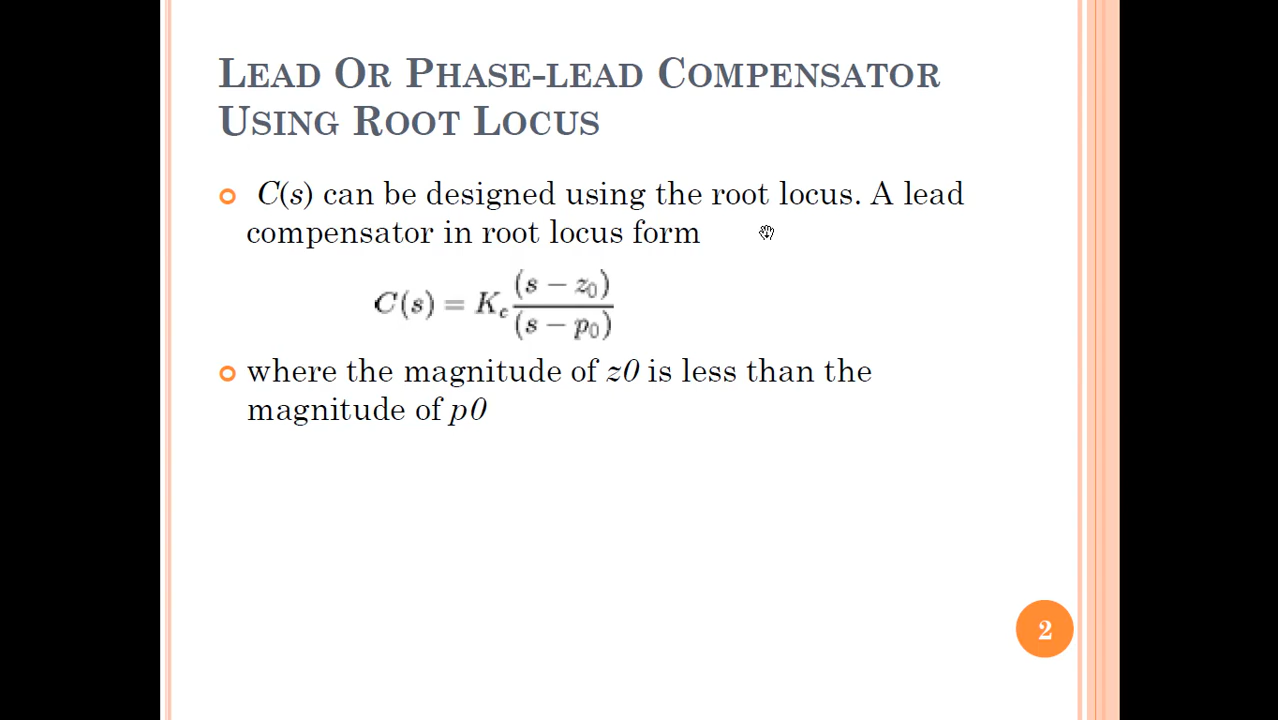 LEAD OR PHASE-LEAD COMPENSATOR
USING ROOT LOCUS
C(s) can be designed using the root locus. A lead
compensator in root locus form
C(s) = K_c (s − z_0) / (s − p_0)
where the magnitude of z0 is less than the
magnitude of p0
2